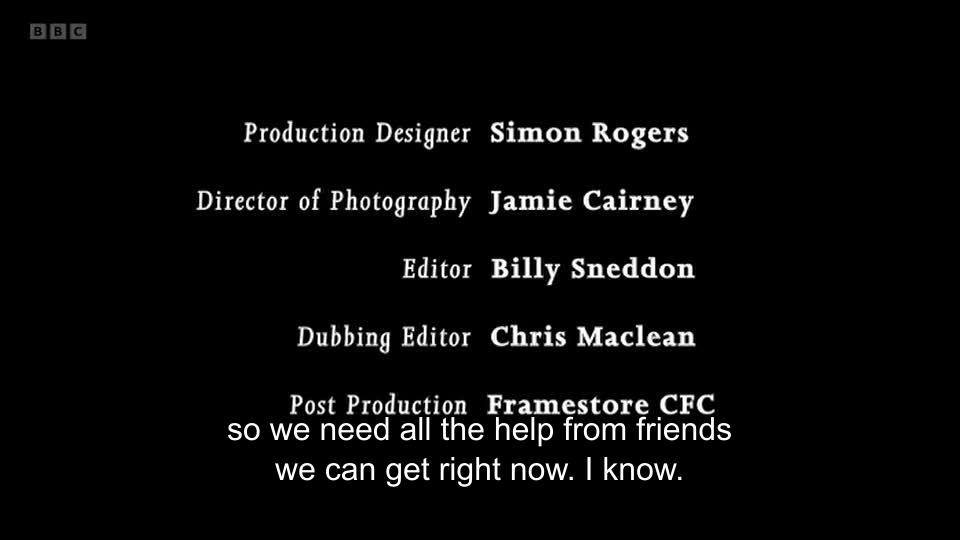 BBC
Production Designer Simon Rogers
Director of Photography Jamie Cairney
Editor Billy Sneddon
Dubbing Editor Chris Maclean
Post Production Framestore CFC
so we need all the help from friends
we can get right now. I know.